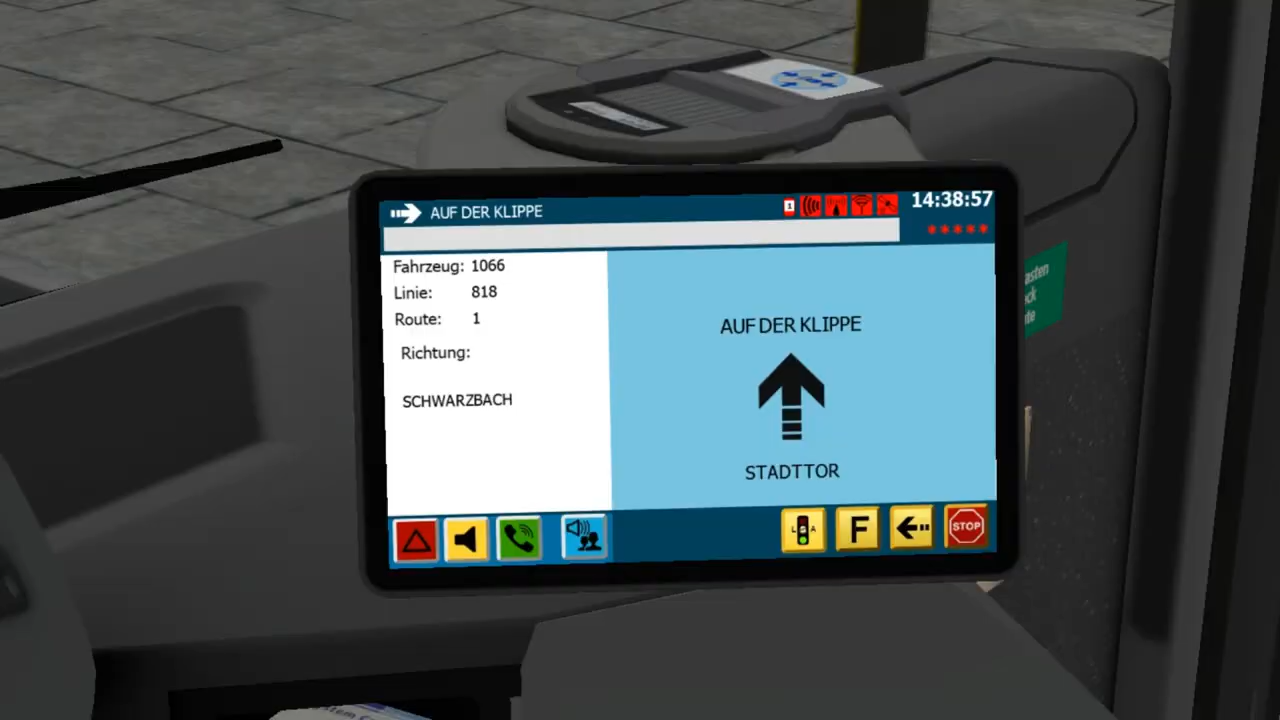 AUF DER KLIPPE
1
14:38:57
*****
Fahrzeug: 1066
Linie: 818
Route: 1
Richtung:
SCHWARZBACH
AUF DER KLIPPE
STADTTOR
L A
F
STOP